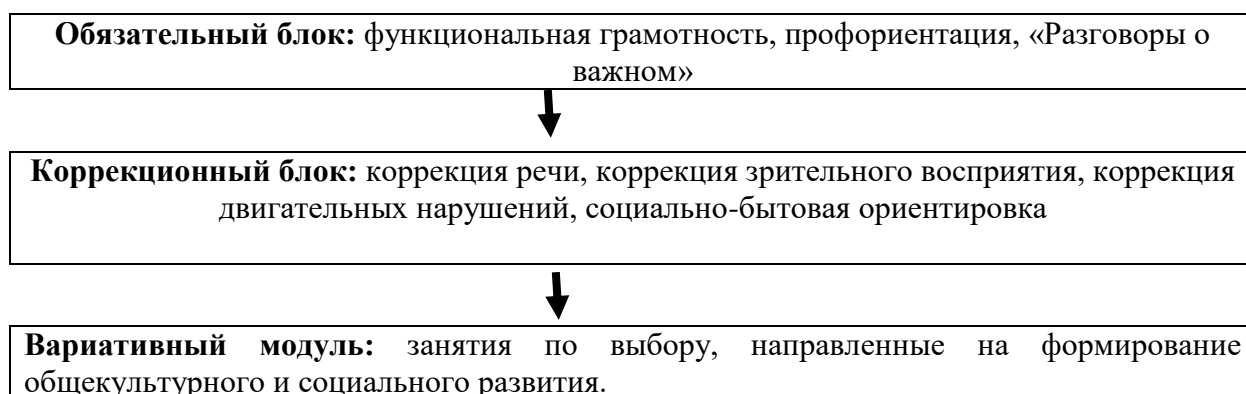 Обязательный блок: функциональная грамотность, профориентация, «Разговоры о
важном»
Коррекционный блок: коррекция речи, коррекция зрительного восприятия, коррекция
двигательных нарушений, социально-бытовая ориентировка
Вариативный модуль: занятия по выбору, направленные на формирование
общекультурного и социального развития.